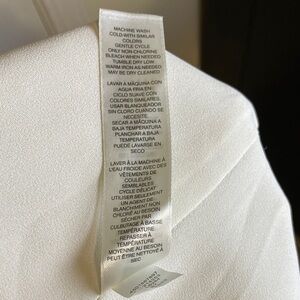 MACHINE WASH
COLD WITH SIMILAR
COLORS
GENTLE CYCLE
ONLY NON-CHLORINE
BLEACH WHEN NEEDED
TUMBLE DRY LOW
WARM IRON AS NEEDED
MAY BE DRY CLEANED
LAVAR A MÁQUINA CON
AGUA FRIA EN
CICLO SUAVE CON
COLORES SIMILARES
USAR BLANQUEADOR
SIN CLORO CUANDO SE
NECESITE
SECAR A MÁQUINA A
BAJA TEMPERATURA
PLANCHAR A BAJA
TEMPERATURA
PUEDE LAVARSE EN
SECO
LAVER À LA MACHINE À
L'EAU FROIDE AVEC DES
VÊTEMENTS DE
COULEURS
SEMBLABLES
CYCLE DÉLICAT
UTILISER SEULEMENT
UN AGENT DE
BLANCHIMENT NON
CHLORÉ AU BESOIN
SÉCHER PAR
CULBUTAGE À BASSE
TEMPÉRATURE
REPASSER À
TEMPÉRATURE
MOYENNE AU BESOIN
PEUT ÊTRE NETTOYÉ À
SEC